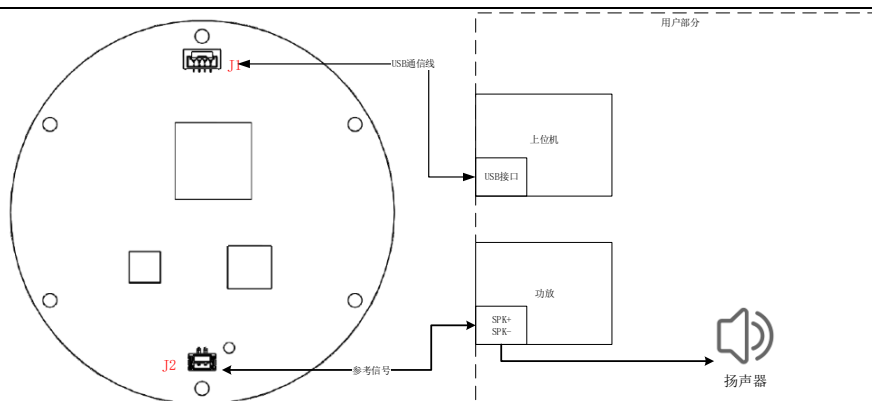 用户部分
J1
USB通信线
上位机
USB接口
功放
SPK+
SPK-
J2
参考信号
扬声器